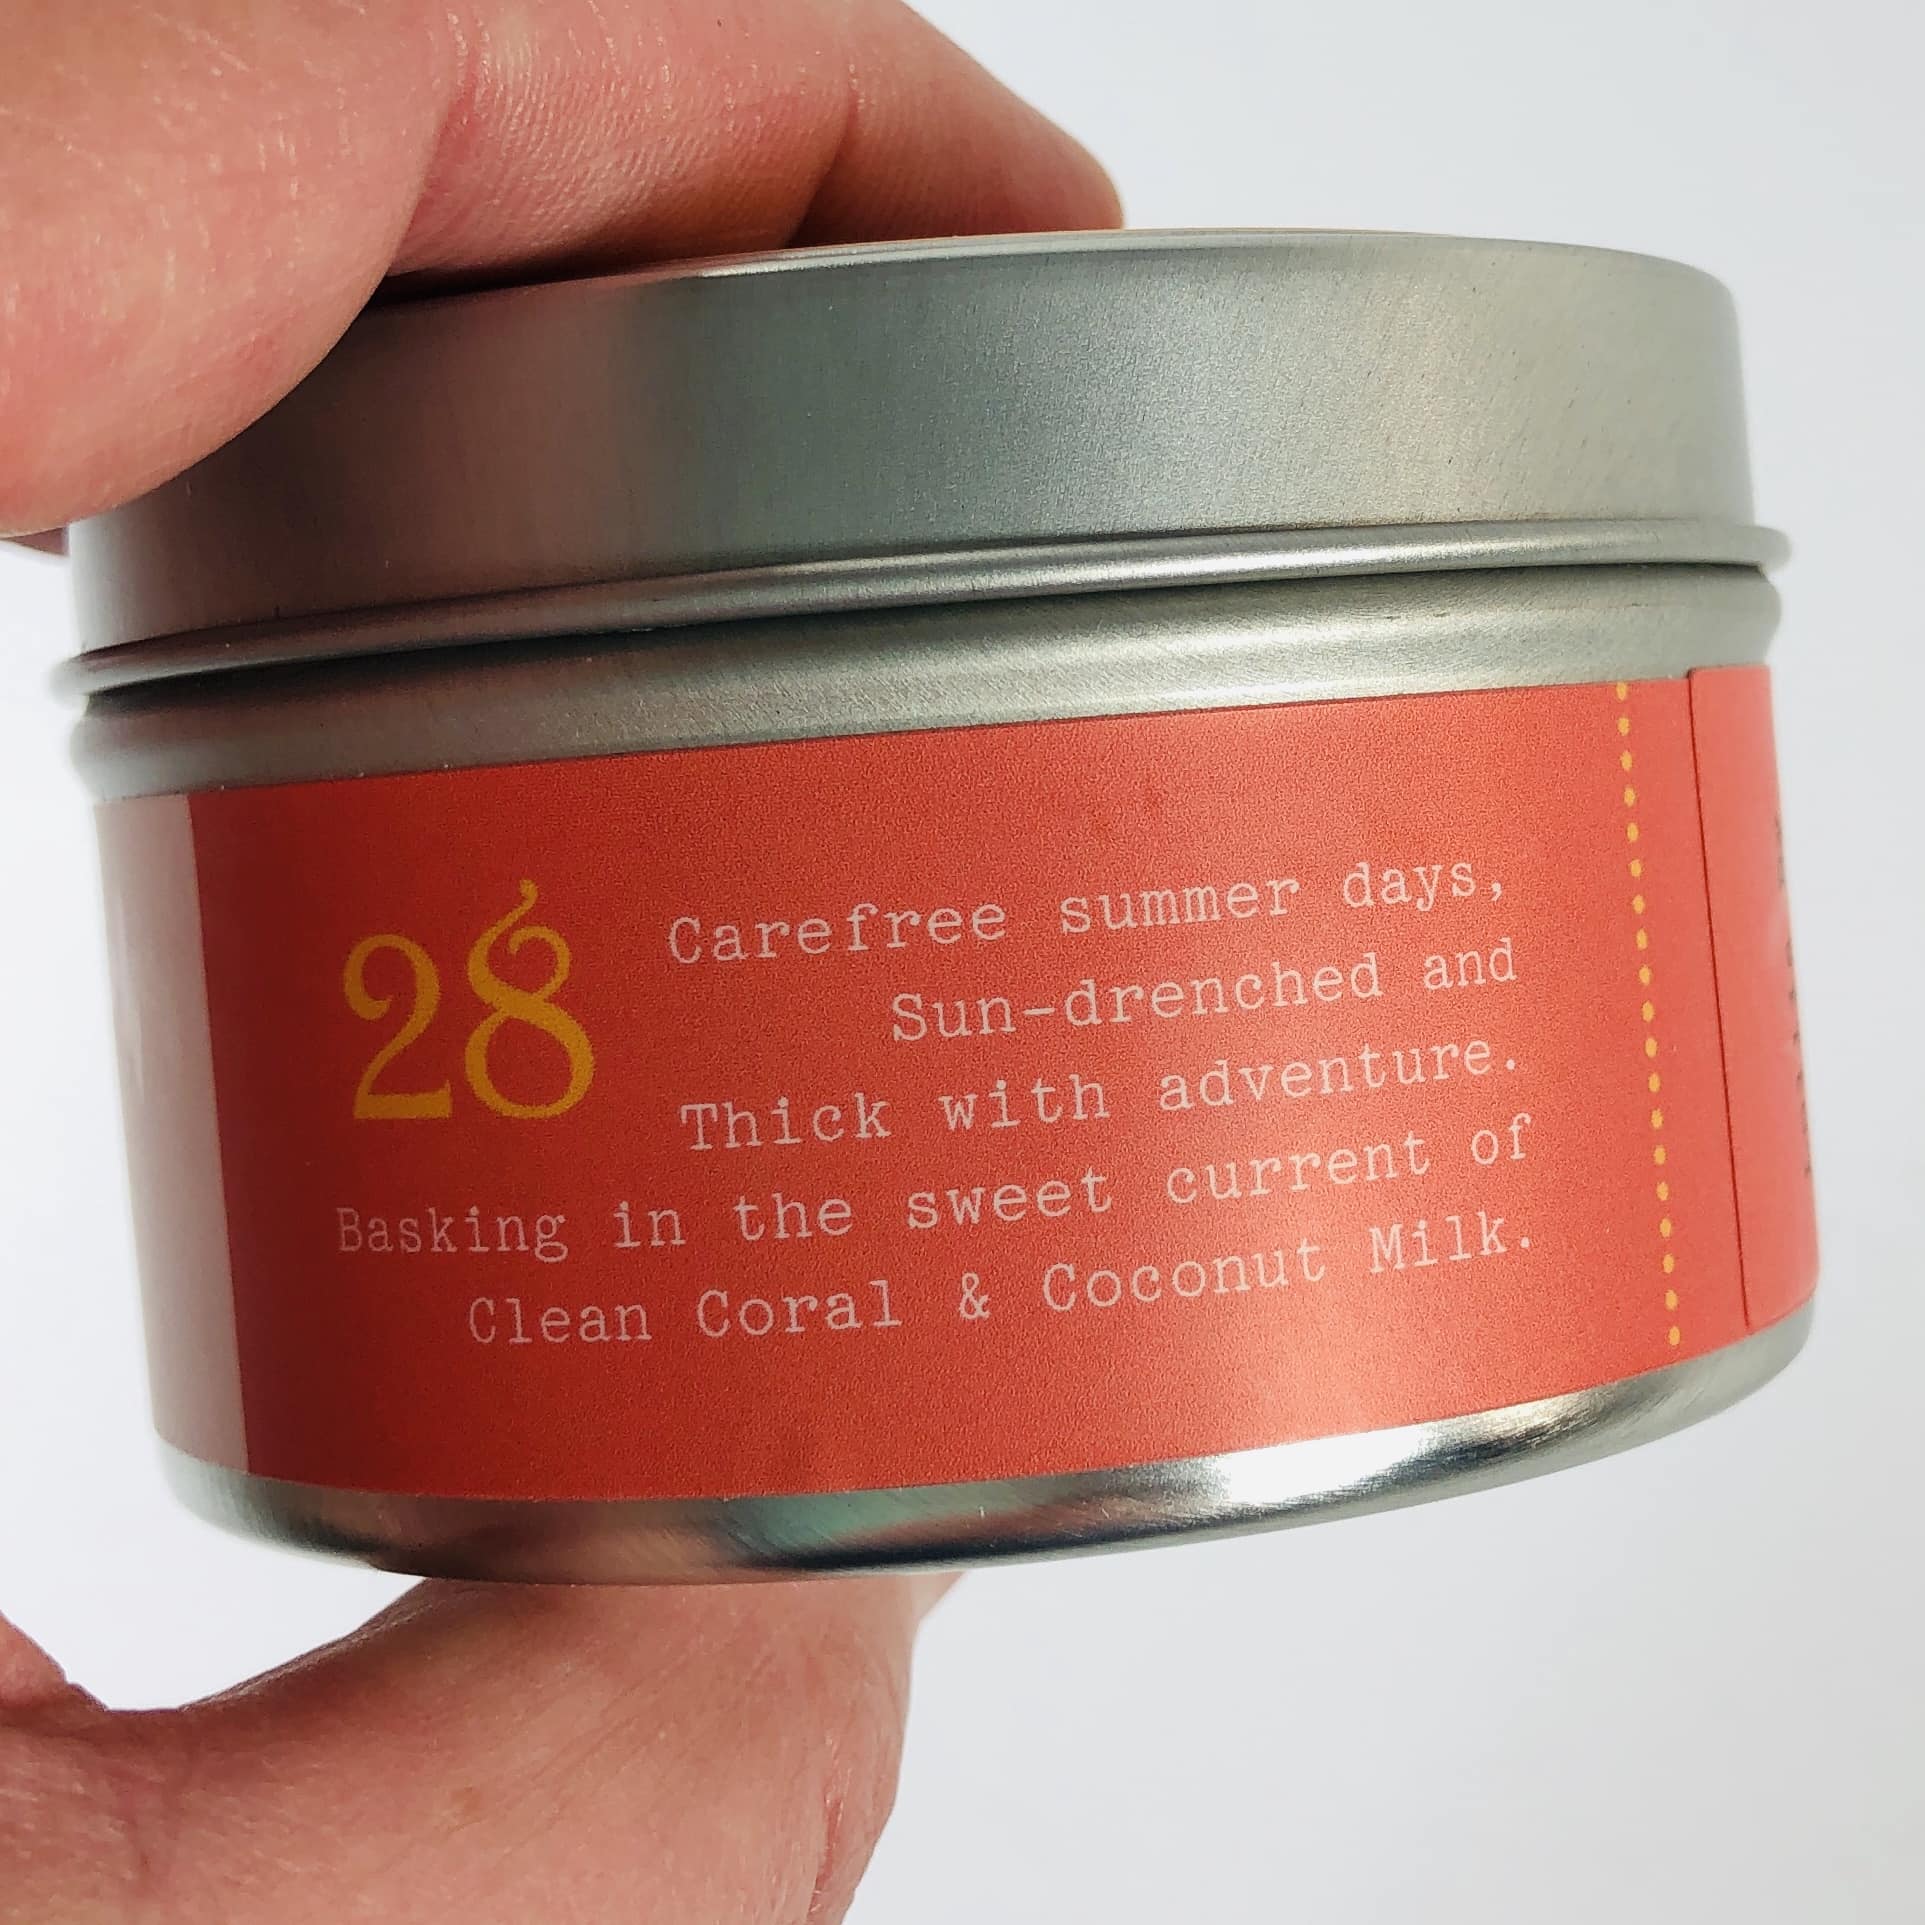 28
Carefree summer days,
Sun-drenched and
Thick with adventure.
Basking in the sweet current of
Clean Coral & Coconut Milk.